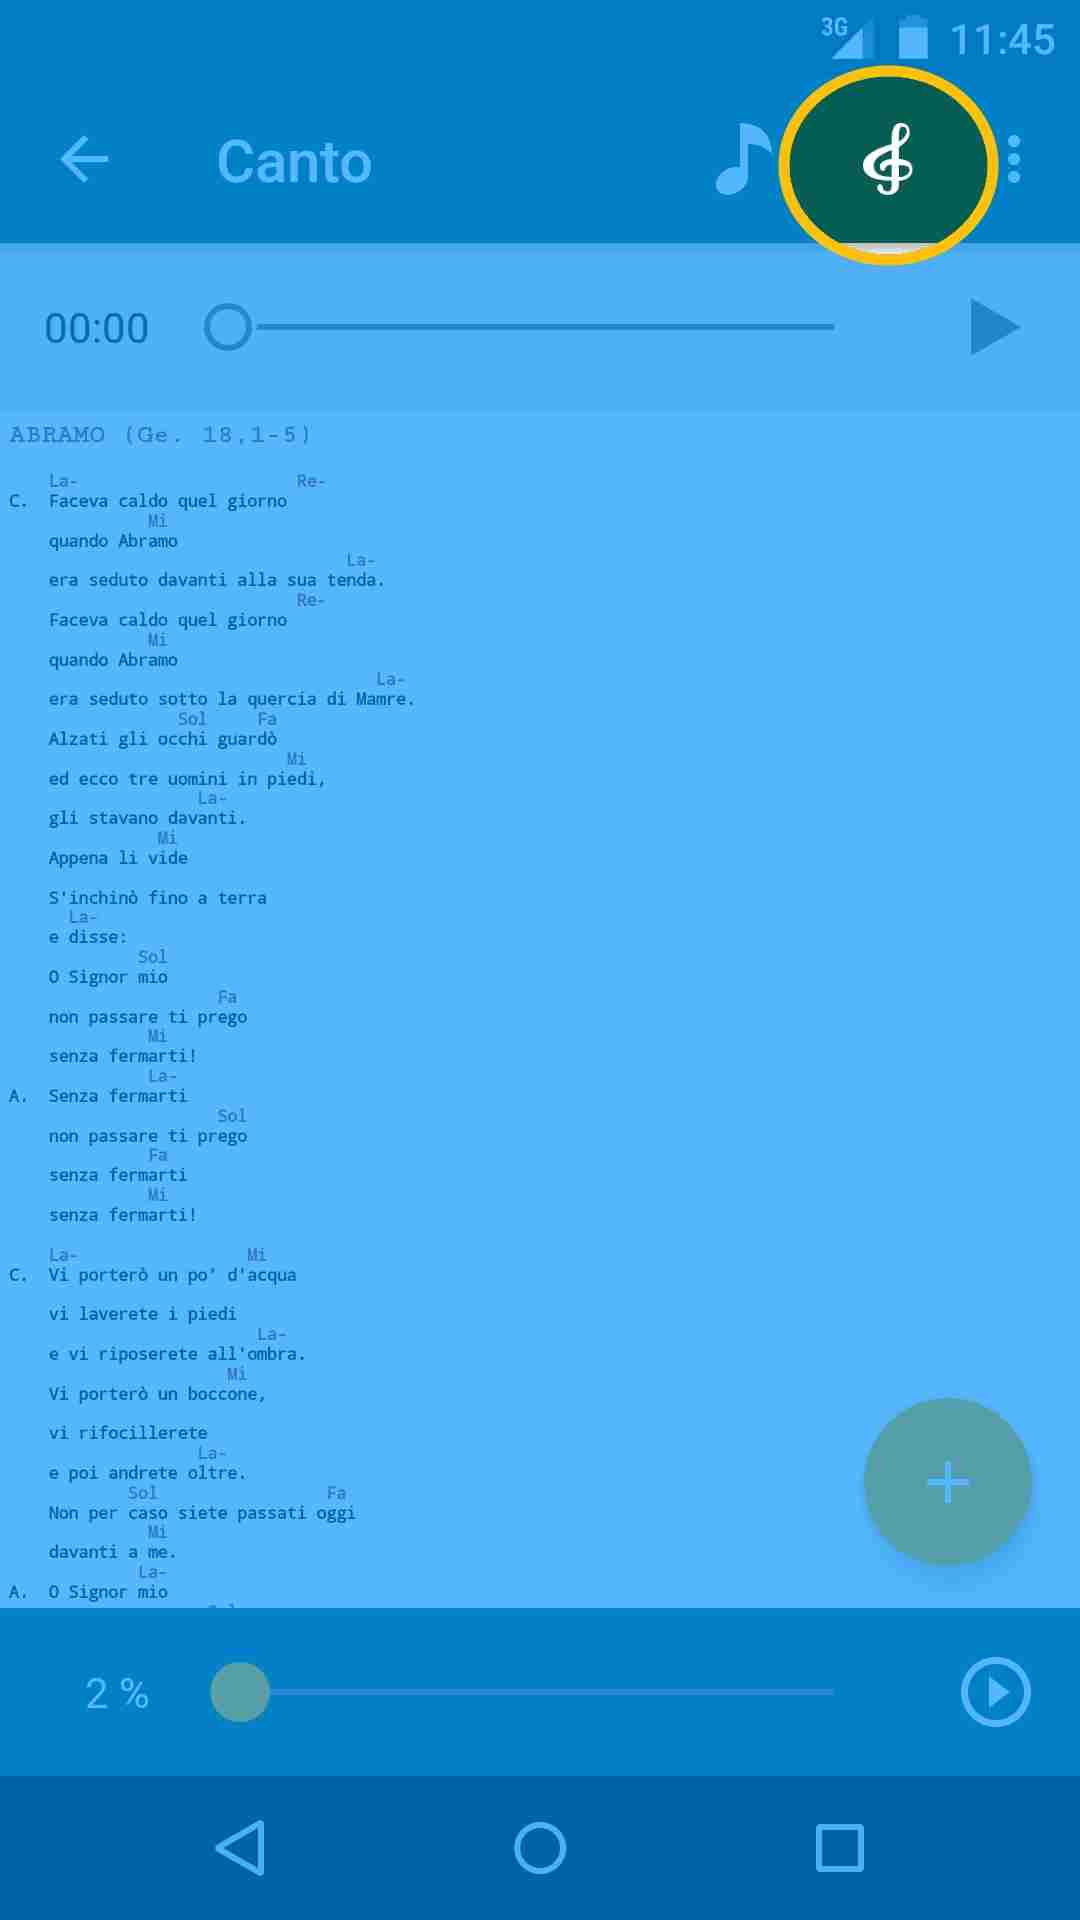 3G 11:45
Canto
00:00
ABRAMO (Ge. 18,1-5)
La- Re-
C. Faceva caldo quel giorno
Mi
quando Abramo
La-
era seduto davanti alla sua tenda.
Re-
Faceva caldo quel giorno
Mi
quando Abramo
La-
era seduto sotto la quercia di Mamre.
Sol Fa
Alzati gli occhi guardò
Mi
ed ecco tre uomini in piedi,
La-
gli stavano davanti.
Mi
Appena li vide
S'inchinò fino a terra
La-
e disse:
Sol
O Signor mio
Fa
non passare ti prego
Mi
senza fermarti!
La-
A. Senza fermarti
Sol
non passare ti prego
Fa
senza fermarti
Mi
senza fermarti!
La- Mi
C. Vi porterò un po' d'acqua
vi laverete i piedi
La-
e vi riposerete all'ombra.
Mi
Vi porterò un boccone,
vi rifocillerete
La-
e poi andrete oltre.
Sol Fa
Non per caso siete passati oggi
Mi
davanti a me.
La-
A. O Signor mio
2 %